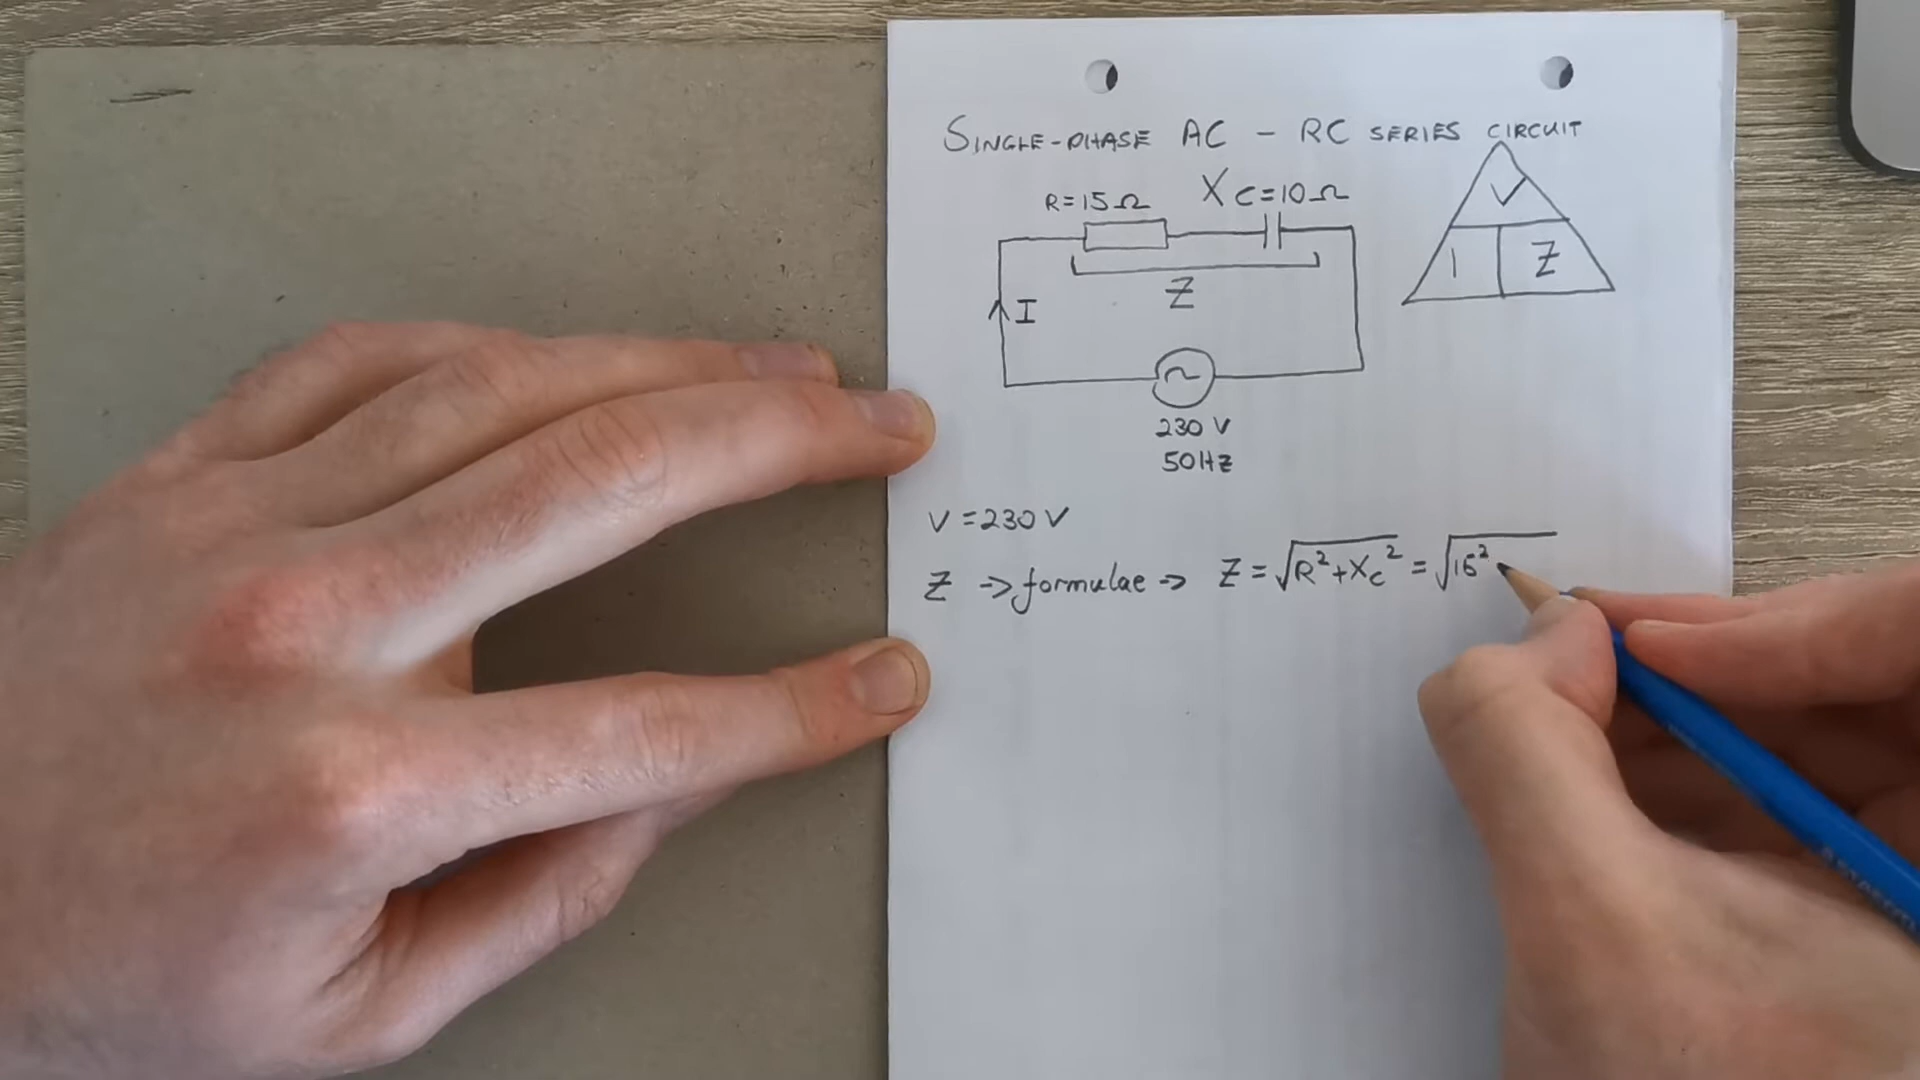 SINGLE-PHASE AC - RC SERIES CIRCUIT
R=15Ω XC=10Ω
V
I Z
Z
I
230 V
50Hz
V=230V
Z -> formulae -> Z = √R²+Xc² = √15²